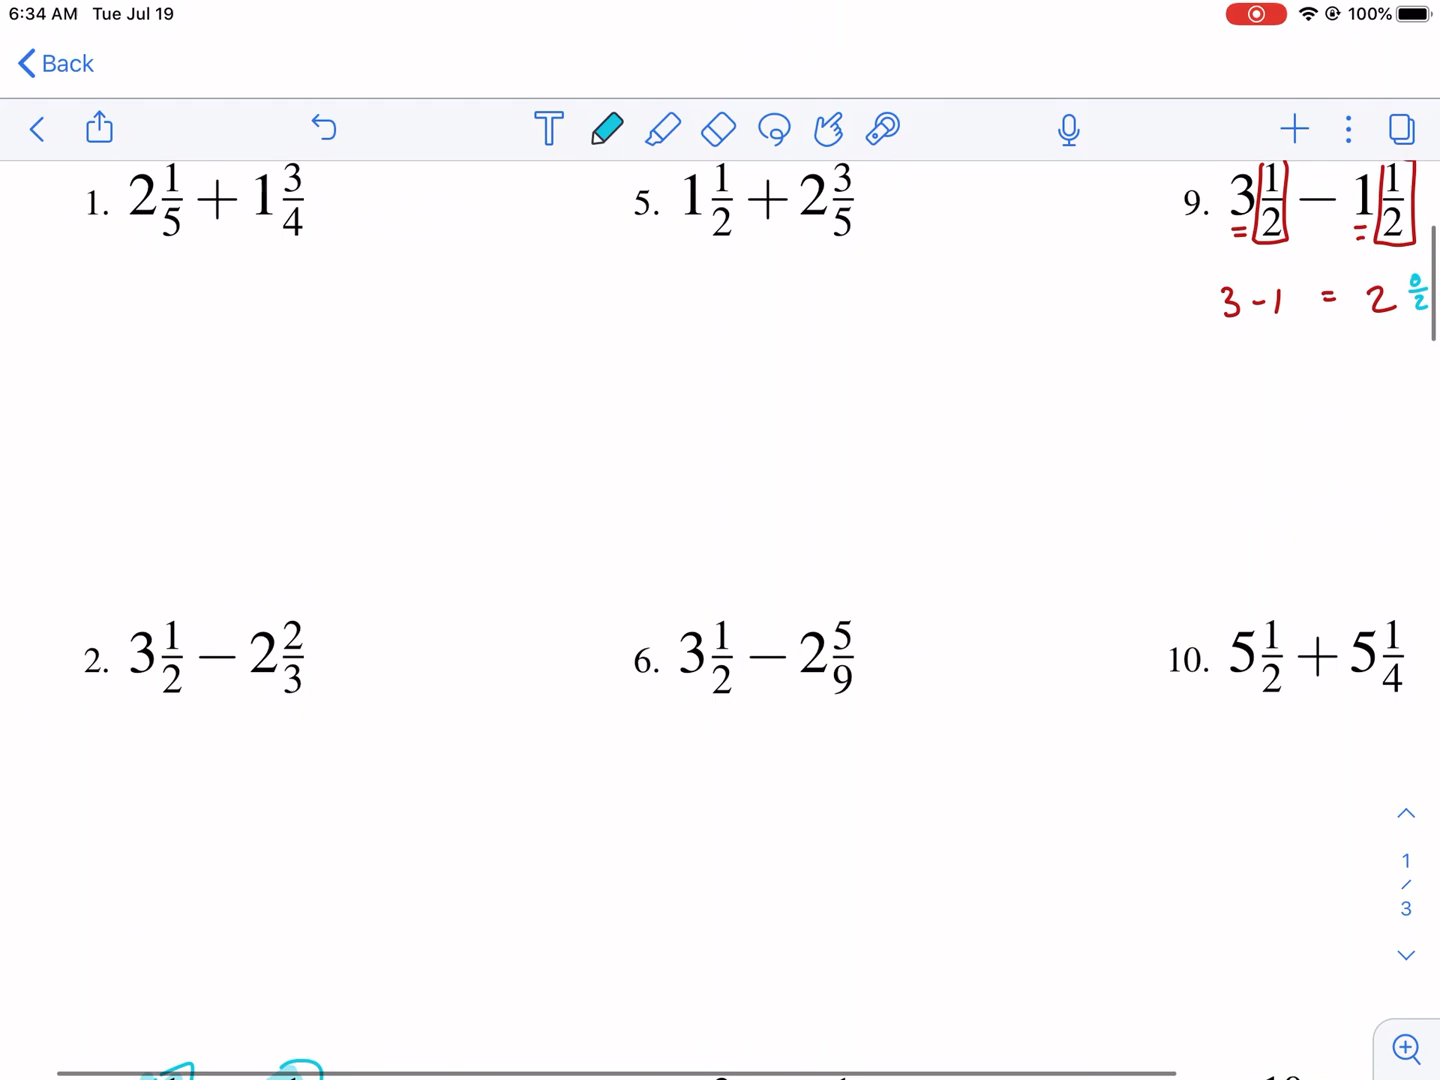 6:34 AM Tue Jul 19
100%
Back
1. 2 1/5 + 1 3/4
5. 1 1/2 + 2 3/5
9. 3 1/2 − 1 1/2
3 - 1 = 2 0/2
2. 3 1/2 − 2 2/3
6. 3 1/2 − 2 5/9
10. 5 1/2 + 5 1/4
1
/
3